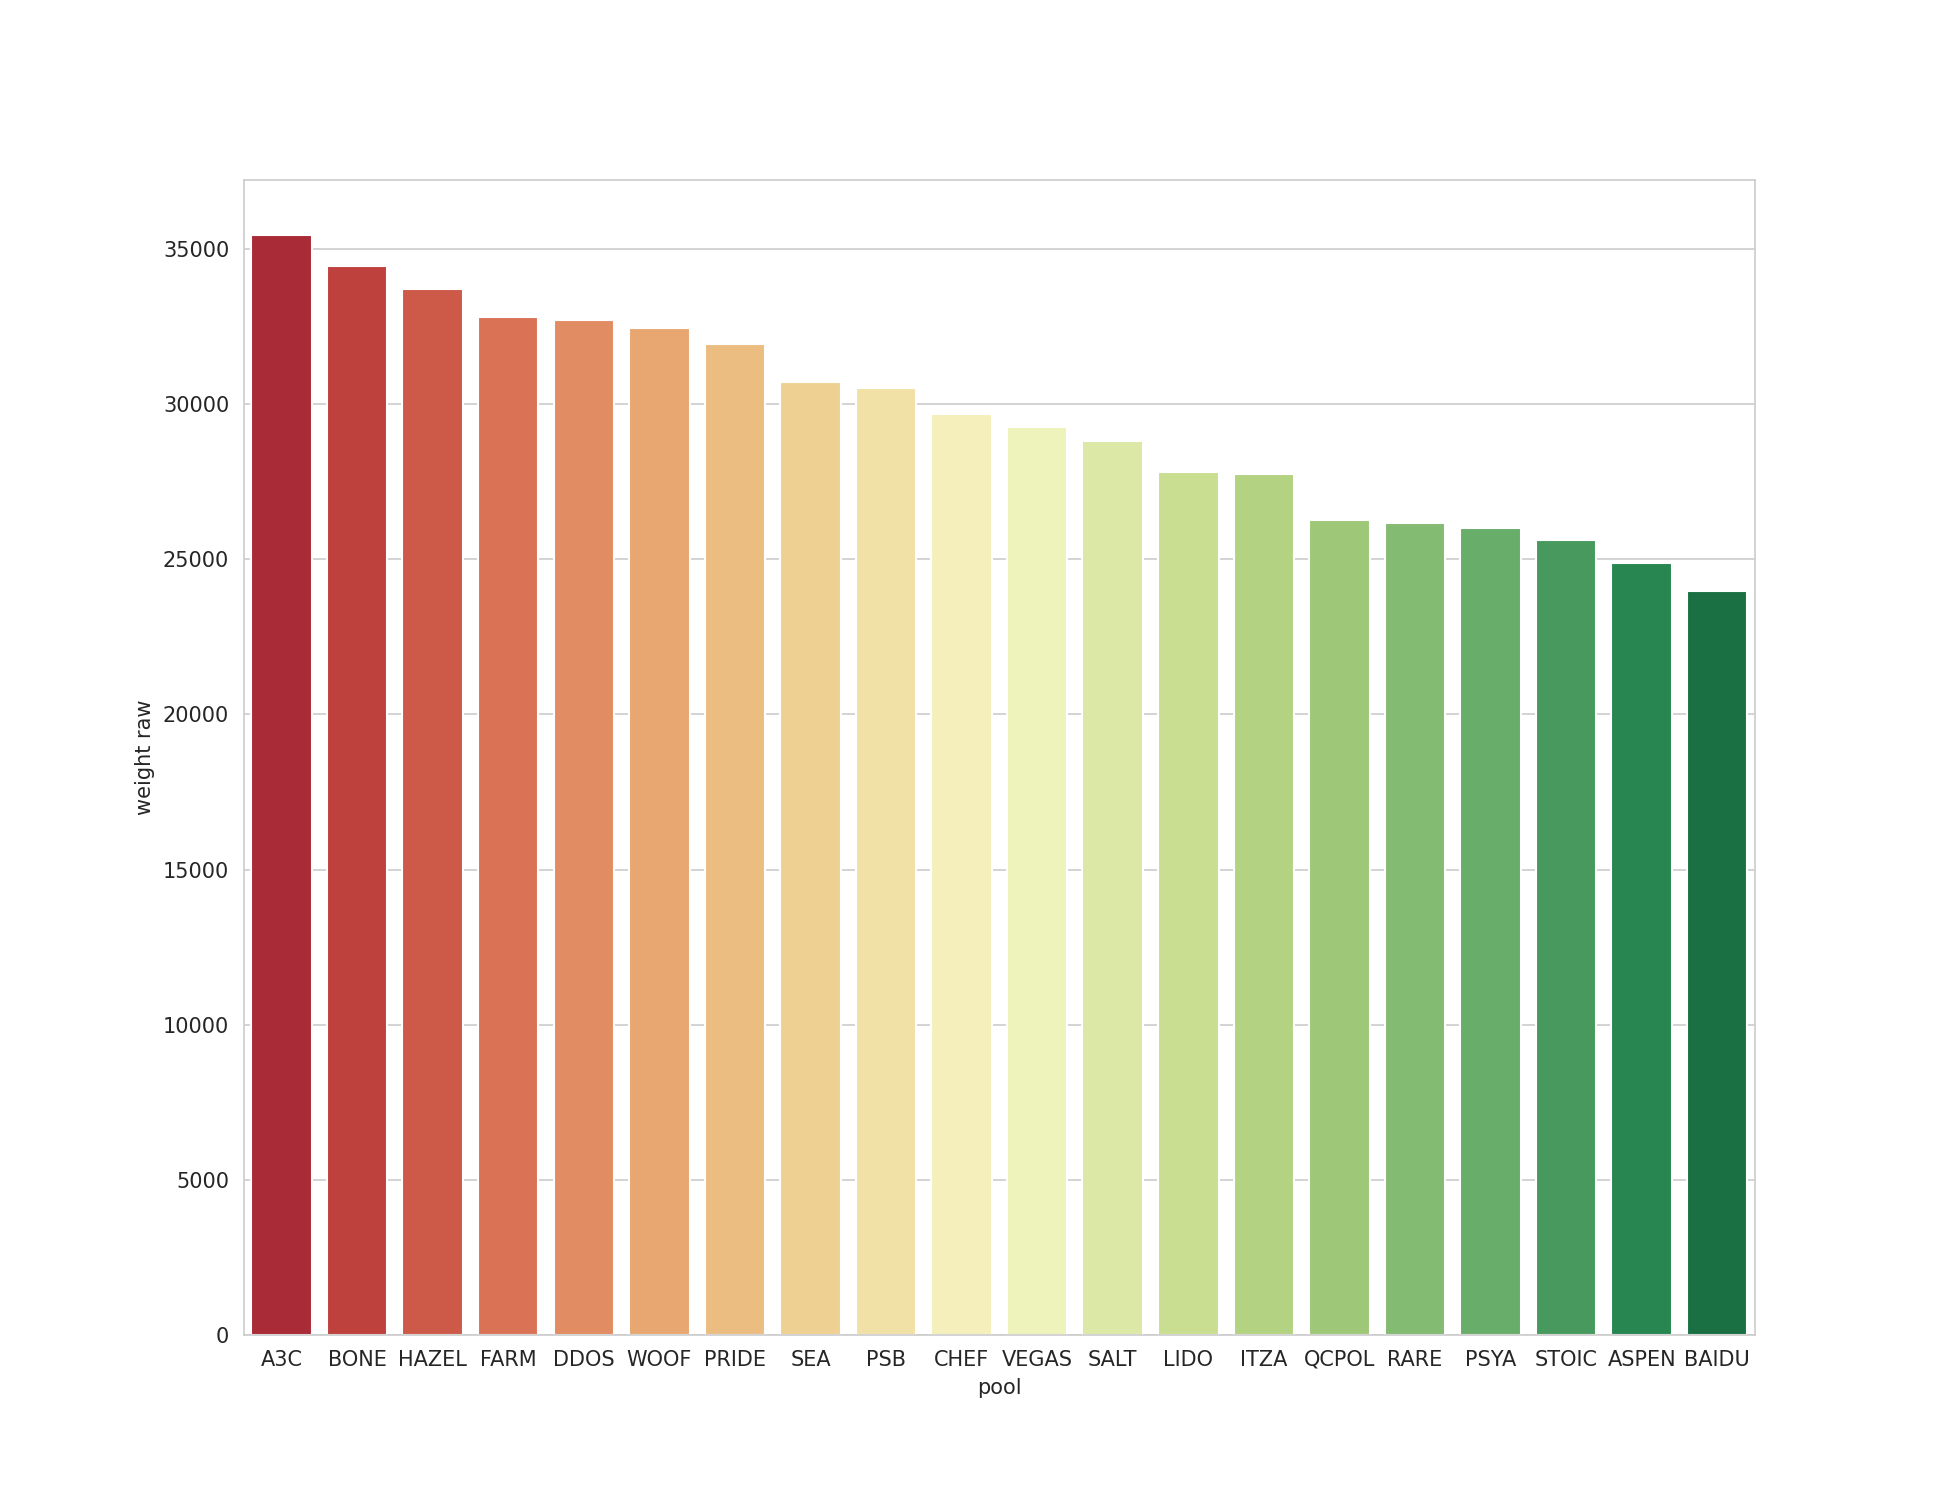 35000
30000
25000
20000
15000
10000
5000
0
weight raw
A3C BONE HAZEL FARM DDOS WOOF PRIDE SEA PSB CHEF VEGAS SALT LIDO ITZA QCPOL RARE PSYA STOIC ASPEN BAIDU
pool